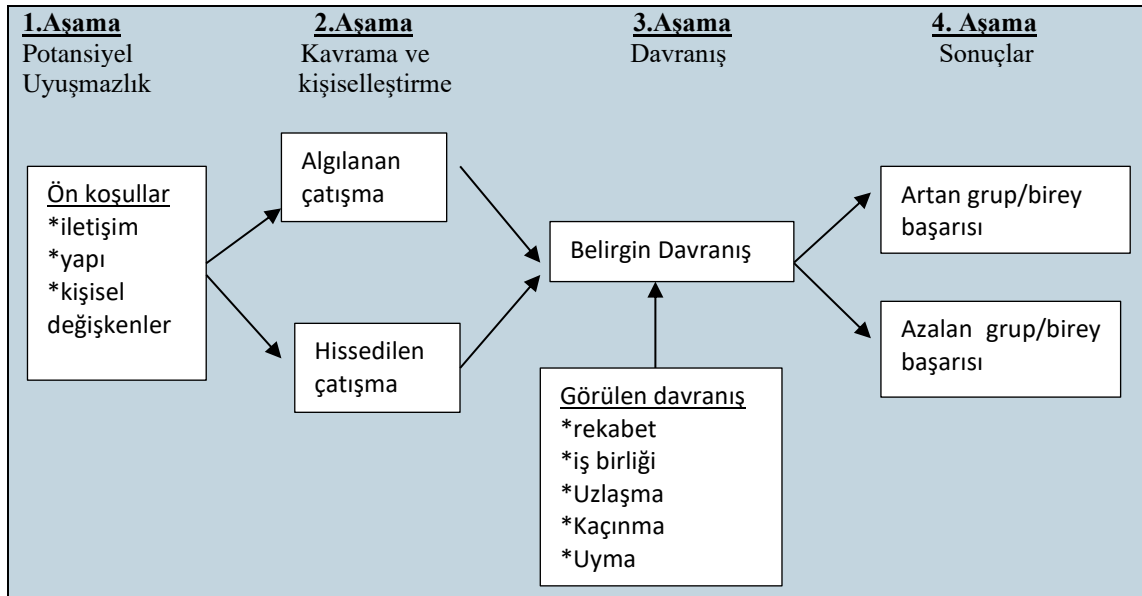 1.Aşama
Potansiyel
Uyuşmazlık
2.Aşama
Kavrama ve
kişiselleştirme
3.Aşama
Davranış
4. Aşama
Sonuçlar
Ön koşullar
*iletişim
*yapı
*kişisel
değişkenler
Algılanan
çatışma
Hissedilen
çatışma
Belirgin Davranış
Görülen davranış
*rekabet
*iş birliği
*Uzlaşma
*Kaçınma
*Uyma
Artan grup/birey
başarısı
Azalan grup/birey
başarısı